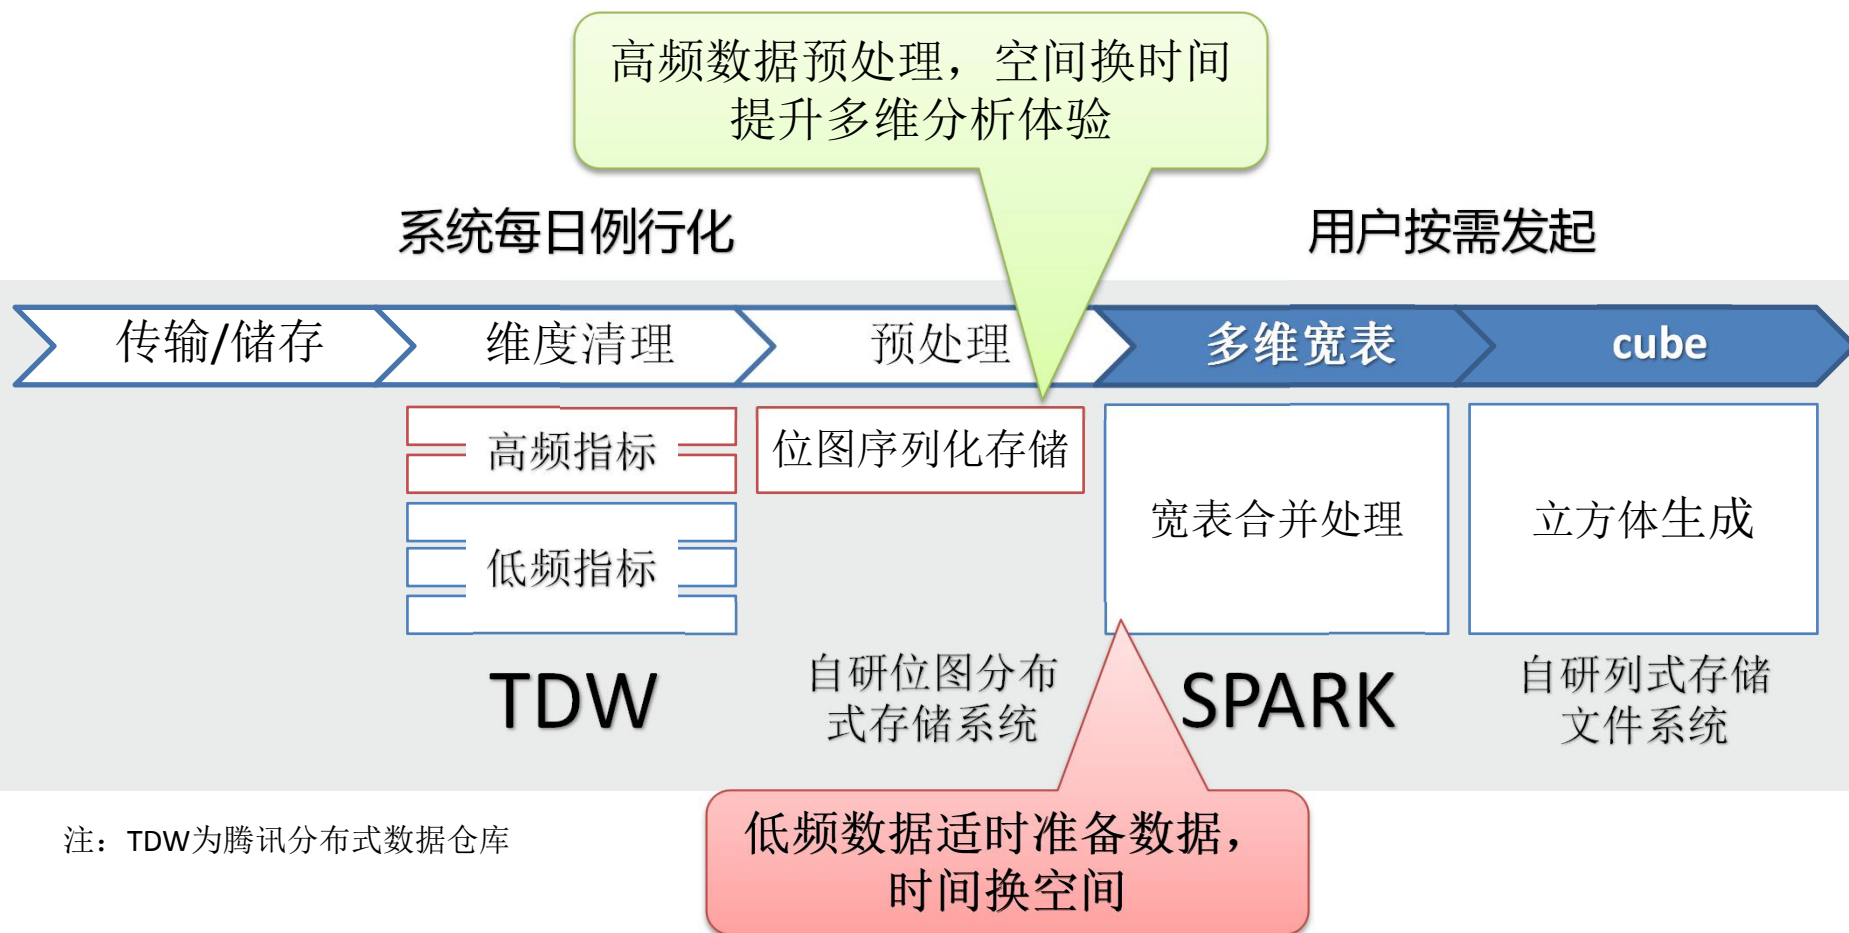 高频数据预处理，空间换时间
提升多维分析体验
系统每日例行化
用户按需发起
传输/储存
维度清理
预处理
多维宽表
cube
高频指标
位图序列化存储
低频指标
宽表合并处理
立方体生成
TDW
自研位图分布
式存储系统
SPARK
自研列式存储
文件系统
注：TDW为腾讯分布式数据仓库
低频数据适时准备数据，
时间换空间